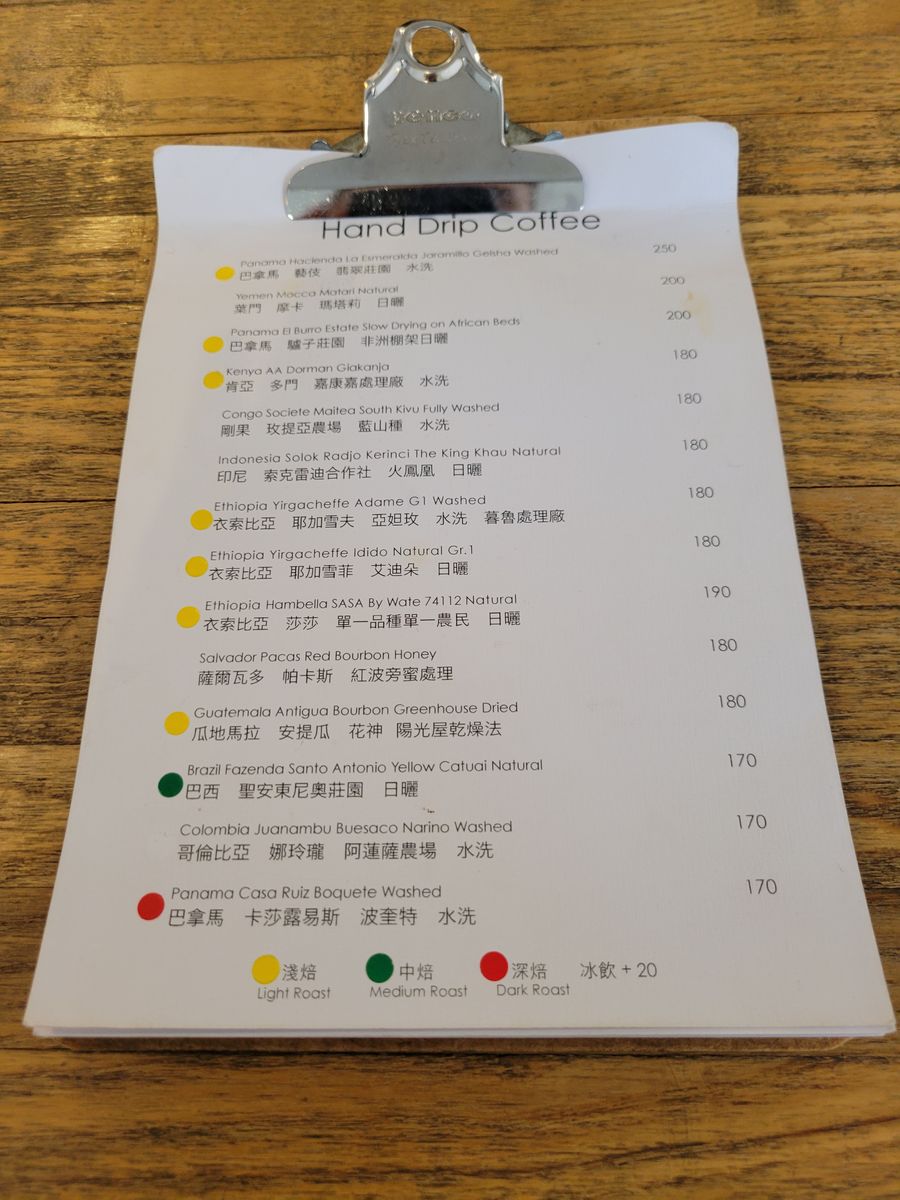 Hand Drip Coffee
Panama Hacienda La Esmeralda Jaramillo Geisha Washed 250
巴拿馬 藝伎 翡翠莊園 水洗
Yemen Mocca Matari Natural 200
葉門 摩卡 瑪塔莉 日曬
Panama El Burro Estate Slow Drying on African Beds 200
巴拿馬 驢子莊園 非洲棚架日曬
Kenya AA Dorman Giakanja 180
肯亞 多門 嘉康嘉處理廠 水洗
Congo Societe Maitea South Kivu Fully Washed 180
剛果 玫提亞農場 藍山種 水洗
Indonesia Solok Radjo Kerinci The King Khau Natural 180
印尼 索克雷迪合作社 火鳳凰 日曬
Ethiopia Yirgacheffe Adame G1 Washed 180
衣索比亞 耶加雪夫 亞妲玫 水洗 暮魯處理廠
Ethiopia Yirgacheffe Idido Natural Gr.1 180
衣索比亞 耶加雪菲 艾迪朵 日曬
Ethiopia Hambella SASA By Wate 74112 Natural 190
衣索比亞 莎莎 單一品種單一農民 日曬
Salvador Pacas Red Bourbon Honey 180
薩爾瓦多 帕卡斯 紅波旁蜜處理
Guatemala Antigua Bourbon Greenhouse Dried 180
瓜地馬拉 安提瓜 花神 陽光屋乾燥法
Brazil Fazenda Santo Antonio Yellow Catuai Natural 170
巴西 聖安東尼奧莊園 日曬
Colombia Juanambu Buesaco Narino Washed 170
哥倫比亞 娜玲瓏 阿蓮薩農場 水洗
Panama Casa Ruiz Boquete Washed 170
巴拿馬 卡莎露易斯 波奎特 水洗
淺焙 中焙 深焙 冰飲 + 20
Light Roast Medium Roast Dark Roast